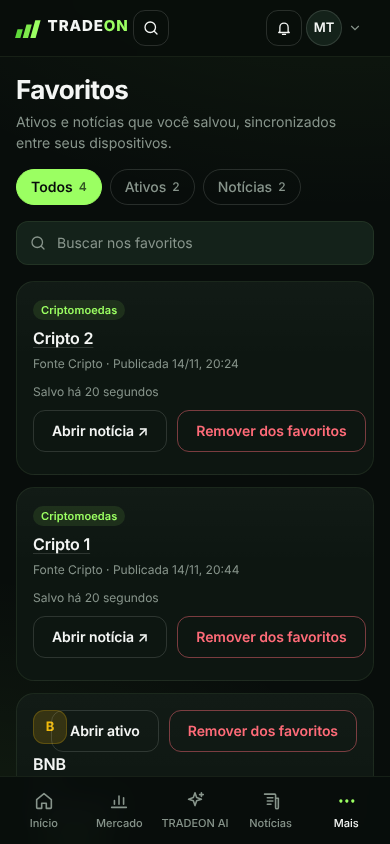 TRADEON
MT
Favoritos
Ativos e notícias que você salvou, sincronizados
entre seus dispositivos.
Todos 4
Ativos 2
Notícias 2
Buscar nos favoritos
Criptomoedas
Cripto 2
Fonte Cripto · Publicada 14/11, 20:24
Salvo há 20 segundos
Abrir notícia ↗
Remover dos favoritos
Criptomoedas
Cripto 1
Fonte Cripto · Publicada 14/11, 20:44
Salvo há 20 segundos
Abrir notícia ↗
Remover dos favoritos
B
Abrir ativo
Remover dos favoritos
BNB
Início
Mercado
TRADEON AI
Notícias
Mais